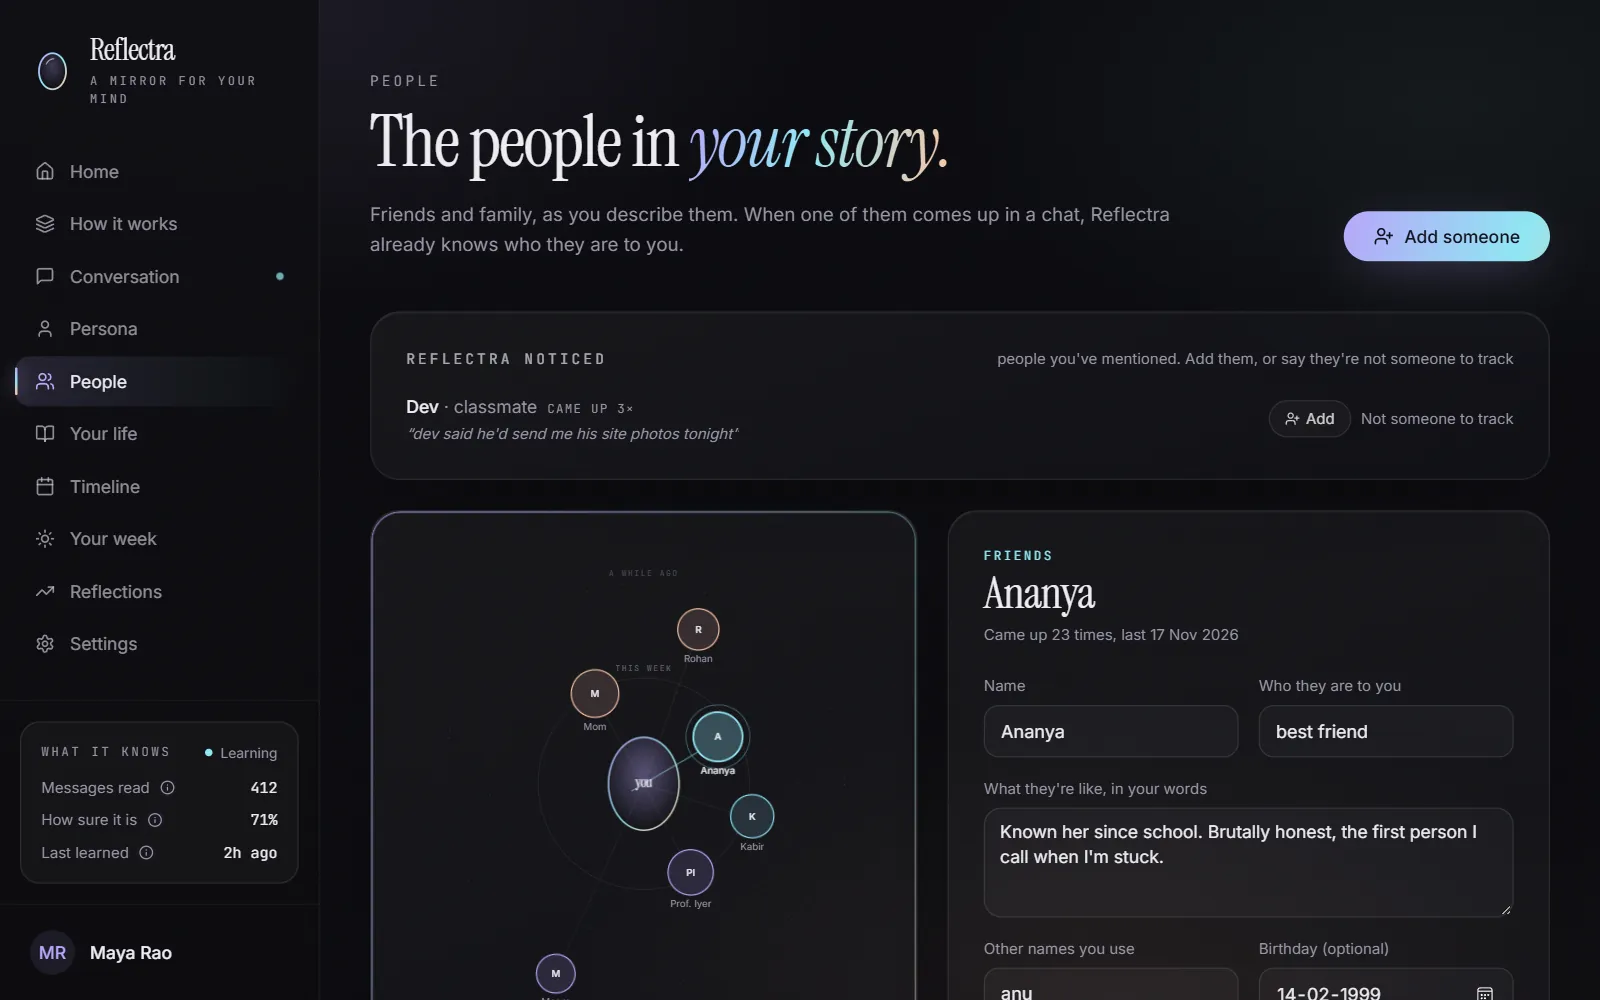 Reflectra
A MIRROR FOR YOUR
MIND
Home
How it works
Conversation
Persona
People
Your life
Timeline
Your week
Reflections
Settings
WHAT IT KNOWS
Learning
Messages read 412
How sure it is 71%
Last learned 2h ago
MR Maya Rao
PEOPLE
The people in your story.
Friends and family, as you describe them. When one of them comes up in a chat, Reflectra
already knows who they are to you.
Add someone
REFLECTRA NOTICED
people you've mentioned. Add them, or say they're not someone to track
Dev · classmate CAME UP 3×
"dev said he'd send me his site photos tonight"
Add
Not someone to track
A WHILE AGO
R
Rohan
THIS WEEK
M
Mom
A
Ananya
you
K
Kabir
PI
Prof. Iyer
M
FRIENDS
Ananya
Came up 23 times, last 17 Nov 2026
Name
Who they are to you
Ananya
best friend
What they're like, in your words
Known her since school. Brutally honest, the first person I
call when I'm stuck.
Other names you use
Birthday (optional)
anu
14-02-1999